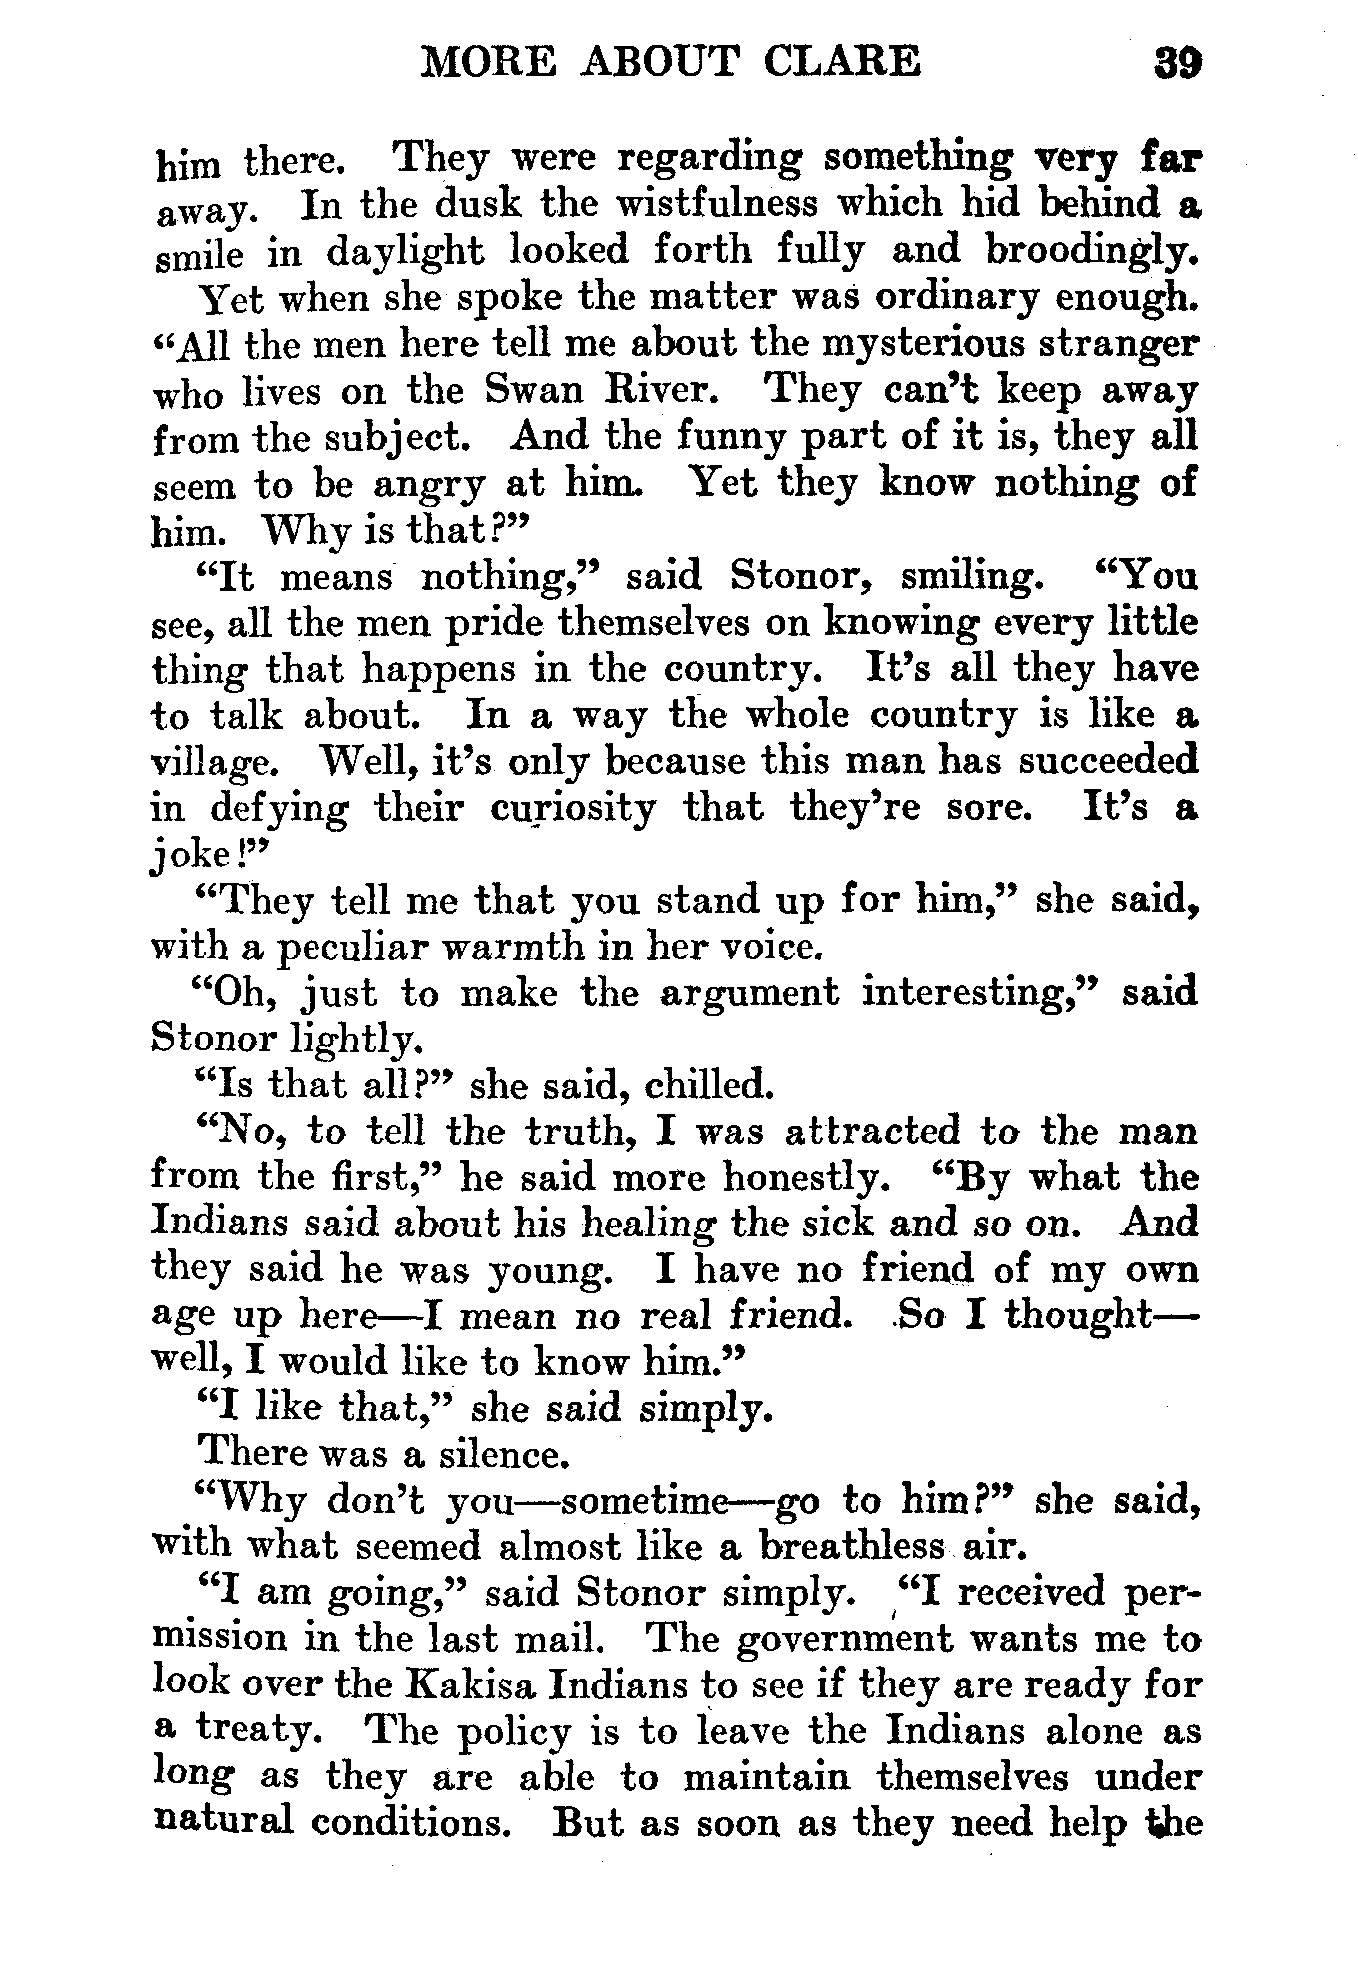 MORE ABOUT CLARE 39
him there. They were regarding something very far
away. In the dusk the wistfulness which hid behind a
smile in daylight looked forth fully and broodingly.
Yet when she spoke the matter was ordinary enough.
“All the men here tell me about the mysterious stranger
who lives on the Swan River. They can’t keep away
from the subject. And the funny part of it is, they all
seem to be angry at him. Yet they know nothing of
him. Why is that?”
“It means nothing,” said Stonor, smiling. “You
see, all the men pride themselves on knowing every little
thing that happens in the country. It’s all they have
to talk about. In a way the whole country is like a
village. Well, it’s only because this man has succeeded
in defying their curiosity that they’re sore. It’s a
joke!”
“They tell me that you stand up for him,” she said,
with a peculiar warmth in her voice.
“Oh, just to make the argument interesting,” said
Stonor lightly.
“Is that all?” she said, chilled.
“No, to tell the truth, I was attracted to the man
from the first,” he said more honestly. “By what the
Indians said about his healing the sick and so on. And
they said he was young. I have no friend of my own
age up here—I mean no real friend. So I thought—
well, I would like to know him.”
“I like that,” she said simply.
There was a silence.
“Why don’t you—sometime—go to him?” she said,
with what seemed almost like a breathless air.
“I am going,” said Stonor simply. “I received per-
mission in the last mail. The government wants me to
look over the Kakisa Indians to see if they are ready for
a treaty. The policy is to leave the Indians alone as
long as they are able to maintain themselves under
natural conditions. But as soon as they need help the